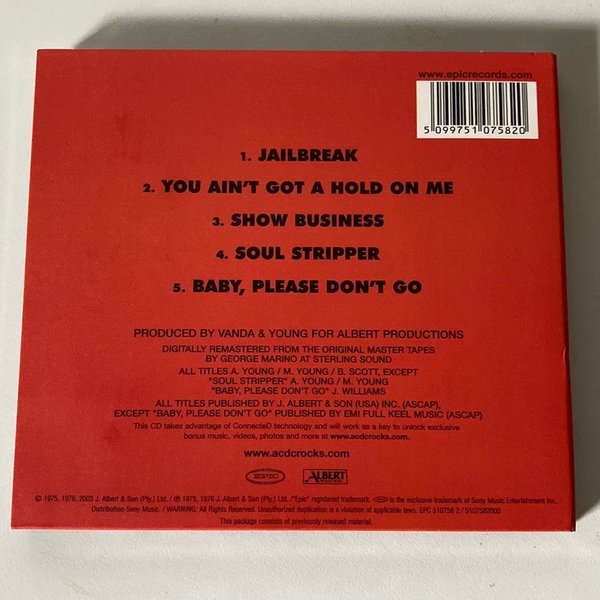 www.epicrecords.com
5 099751 075820
1. JAILBREAK
2. YOU AIN'T GOT A HOLD ON ME
3. SHOW BUSINESS
4. SOUL STRIPPER
5. BABY, PLEASE DON'T GO
PRODUCED BY VANDA & YOUNG FOR ALBERT PRODUCTIONS
DIGITALLY REMASTERED FROM THE ORIGINAL MASTER TAPES
BY GEORGE MARINO AT STERLING SOUND
ALL TITLES A. YOUNG / M. YOUNG / B. SCOTT, EXCEPT
"SOUL STRIPPER" A. YOUNG / M. YOUNG
"BABY, PLEASE DON'T GO" J. WILLIAMS
ALL TITLES PUBLISHED BY J. ALBERT & SON (USA) INC. (ASCAP),
EXCEPT "BABY, PLEASE DON'T GO" PUBLISHED BY EMI FULL KEEL MUSIC (ASCAP)
This CD takes advantage of ConnecteD technology and will work as a key to unlock exclusive
bonus music, videos, photos and more at www.acdcrocks.com.
www.acdcrocks.com
EPIC ALBERT PRODUCTIONS
© 1975, 1976, 2003 J. Albert & Son (Pty.) Ltd. / ℗ 1975, 1976 J. Albert & Son (Pty.) Ltd. /"Epic" registered trademark. EPIC is the exclusive trademark of Sony Music Entertainment Inc.
Distribution Sony Music. / WARNING: All Rights Reserved. Unauthorized duplication is a violation of applicable laws. EPC 510758 2 / 5107582000
This package consists of previously released material.